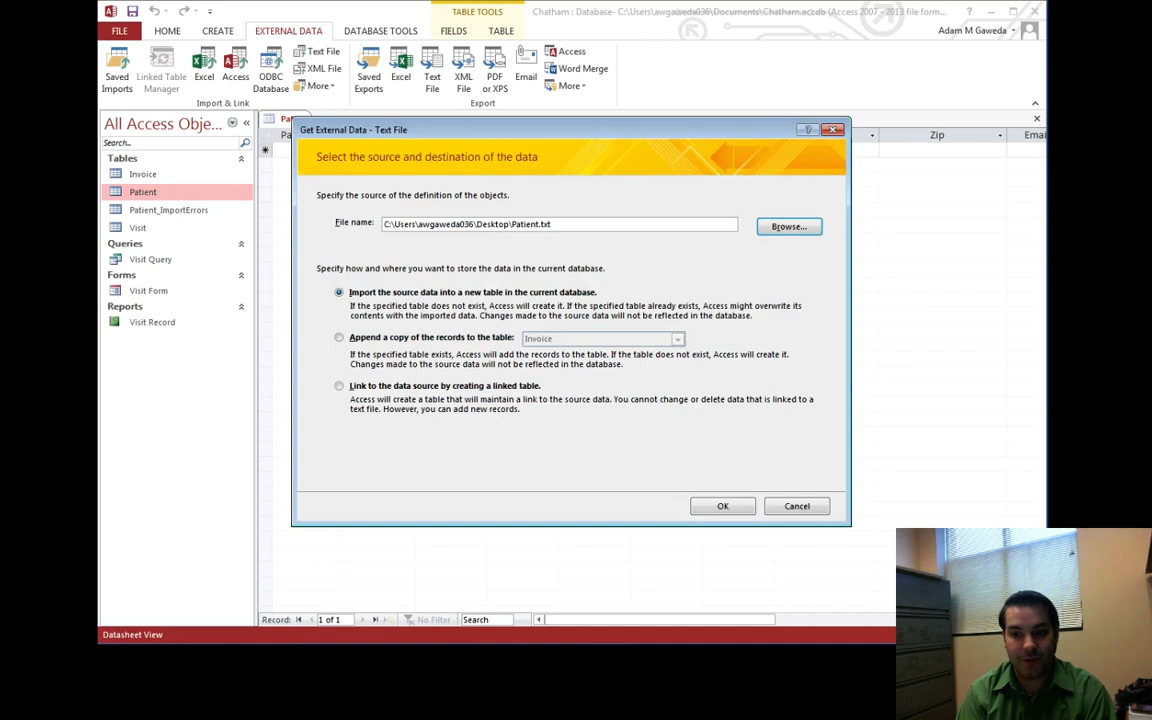 TABLE TOOLS
Chatham : Database- C:\Users\awgaweda036\Documents\Chatham.accdb (Access 2007 - 2013 file form...
FILE HOME CREATE EXTERNAL DATA DATABASE TOOLS FIELDS TABLE Adam M Gaweda
Saved Imports
Linked Table Manager
Excel
Access
ODBC Database
Text File
XML File
More
Saved Exports
Excel
Text File
XML File
PDF or XPS
Email
Access
Word Merge
More
Import & Link
Export
All Access Obje...
Search...
Tables
Invoice
Patient
Patient_ImportErrors
Visit
Queries
Visit Query
Forms
Visit Form
Reports
Visit Record
Zip
Emai
Get External Data - Text File
Select the source and destination of the data
Specify the source of the definition of the objects.
File name: C:\Users\awgaweda036\Desktop\Patient.txt Browse...
Specify how and where you want to store the data in the current database.
Import the source data into a new table in the current database.
If the specified table does not exist, Access will create it. If the specified table already exists, Access might overwrite its
contents with the imported data. Changes made to the source data will not be reflected in the database.
Append a copy of the records to the table: Invoice
If the specified table exists, Access will add the records to the table. If the table does not exist, Access will create it.
Changes made to the source data will not be reflected in the database.
Link to the data source by creating a linked table.
Access will create a table that will maintain a link to the source data. You cannot change or delete data that is linked to a
text file. However, you can add new records.
OK Cancel
Record: 1 of 1 No Filter Search
Datasheet View